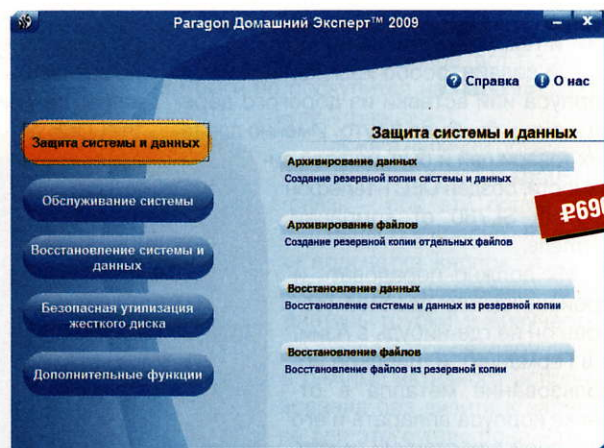 Paragon Домашний Эксперт™ 2009
Справка
О нас
Защита системы и данных
Обслуживание системы
Восстановление системы и данных
Безопасная утилизация жесткого диска
Дополнительные функции
Защита системы и данных
Архивирование данных
Создание резервной копии системы и данных
Архивирование файлов
Создание резервной копии отдельных файлов
Восстановление данных
Восстановление системы и данных из резервной копии
Восстановление файлов
Восстановление файлов из резервной копии
₽690